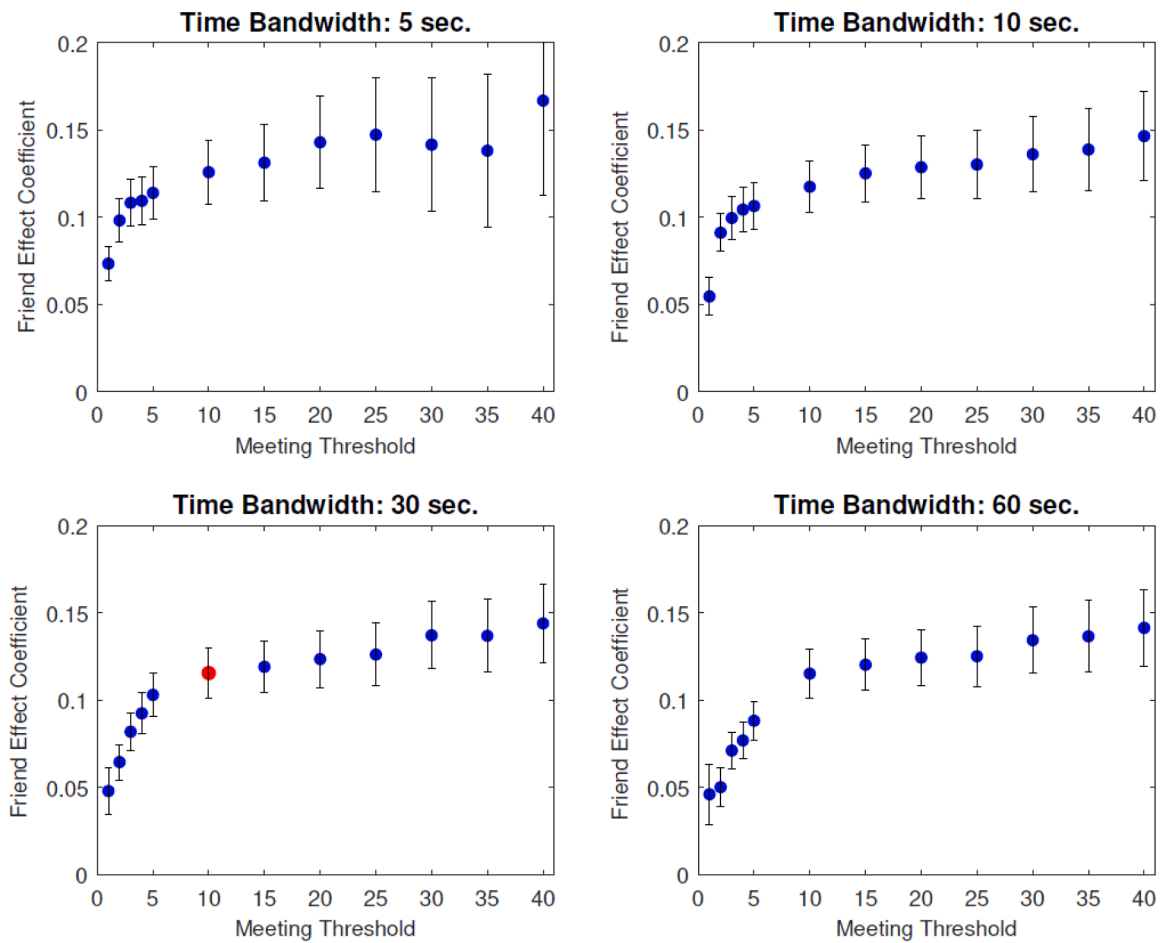 Time Bandwidth: 5 sec.
Friend Effect Coefficient
0.2
0.15
0.1
0.05
0
0 5 10 15 20 25 30 35 40
Meeting Threshold
Time Bandwidth: 10 sec.
Friend Effect Coefficient
0.2
0.15
0.1
0.05
0
0 5 10 15 20 25 30 35 40
Meeting Threshold
Time Bandwidth: 30 sec.
Friend Effect Coefficient
0.2
0.15
0.1
0.05
0
0 5 10 15 20 25 30 35 40
Meeting Threshold
Time Bandwidth: 60 sec.
Friend Effect Coefficient
0.2
0.15
0.1
0.05
0
0 5 10 15 20 25 30 35 40
Meeting Threshold